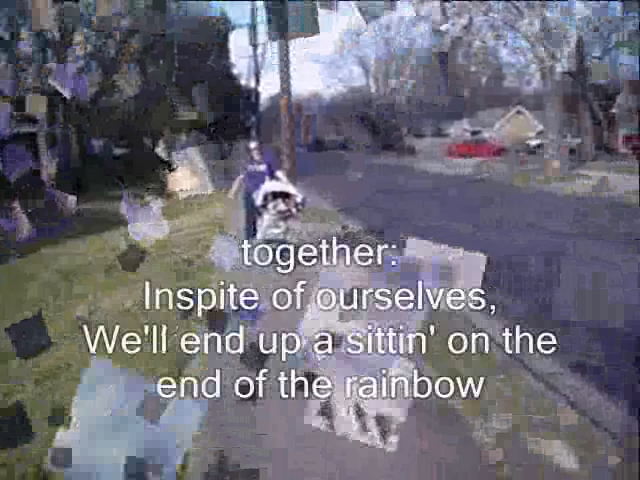 together:
Inspite of ourselves,
We'll end up a sittin' on the
end of the rainbow